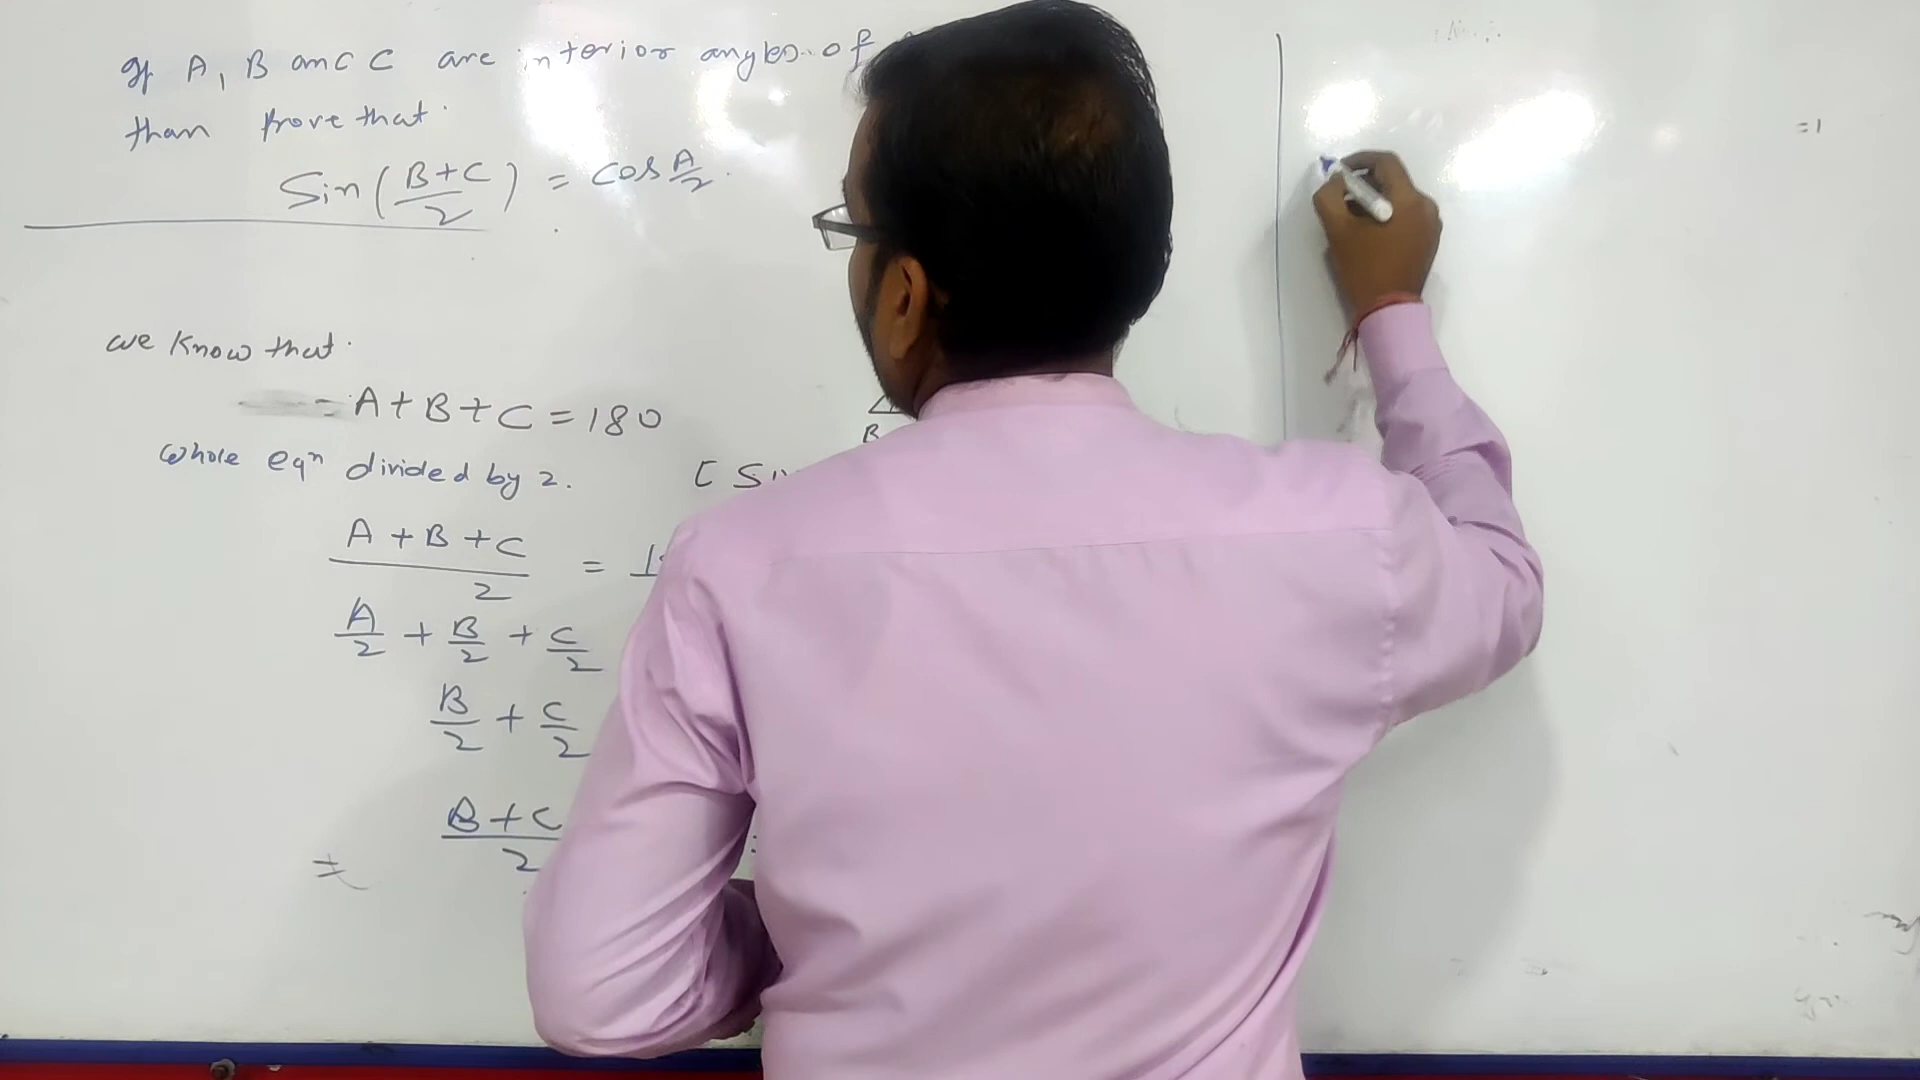 If A, B and C are interior angles of
than prove that
Sin(B+C/2) = cos A/2
we know that
= A+B+C=180
whole eqn divided by 2.
[ Si
B
A+B+C/2 =
A/2 + B/2 + C/2
B/2 + C/2
B+C/2
=1